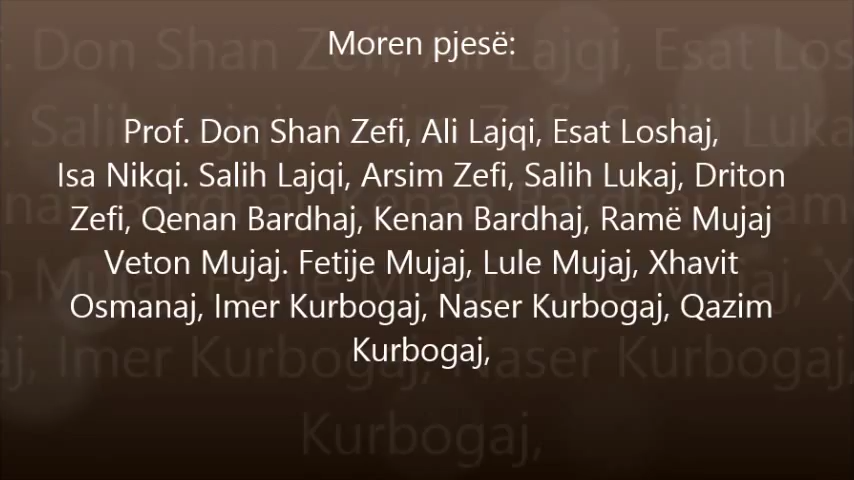 Moren pjesë:
Prof. Don Shan Zefi, Ali Lajqi, Esat Loshaj,
Isa Nikqi. Salih Lajqi, Arsim Zefi, Salih Lukaj, Driton
Zefi, Qenan Bardhaj, Kenan Bardhaj, Ramë Mujaj
Veton Mujaj. Fetije Mujaj, Lule Mujaj, Xhavit
Osmanaj, Imer Kurbogaj, Naser Kurbogaj, Qazim
Kurbogaj,